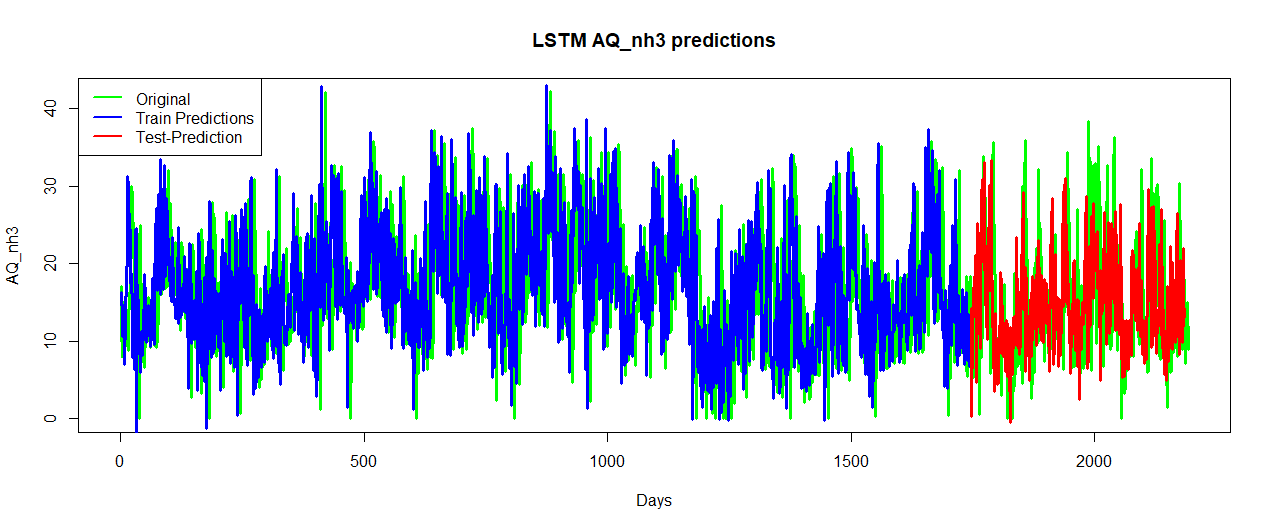 LSTM AQ_nh3 predictions
Original
Train Predictions
Test-Prediction
AQ_nh3
40
30
20
10
0
0 500 1000 1500 2000
Days